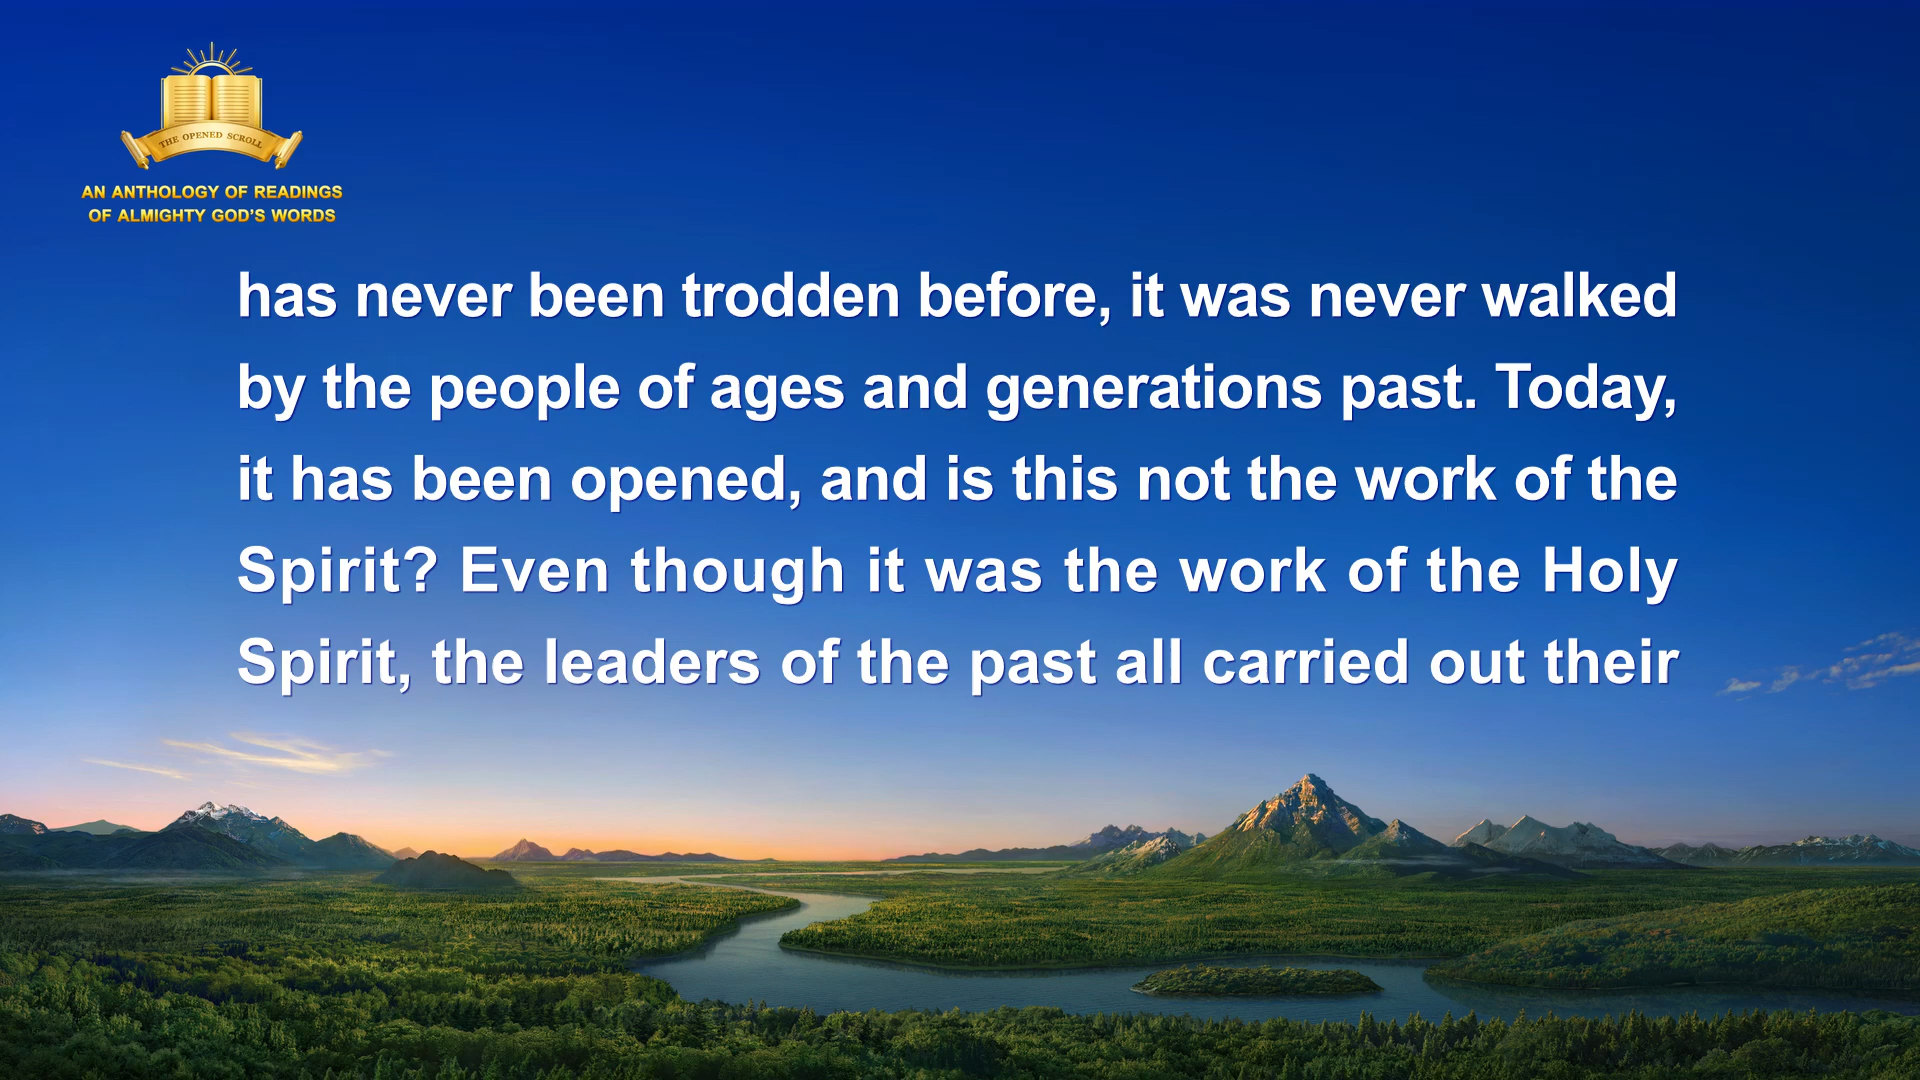 THE OPENED SCROLL
AN ANTHOLOGY OF READINGS
OF ALMIGHTY GOD'S WORDS
has never been trodden before, it was never walked
by the people of ages and generations past. Today,
it has been opened, and is this not the work of the
Spirit? Even though it was the work of the Holy
Spirit, the leaders of the past all carried out their